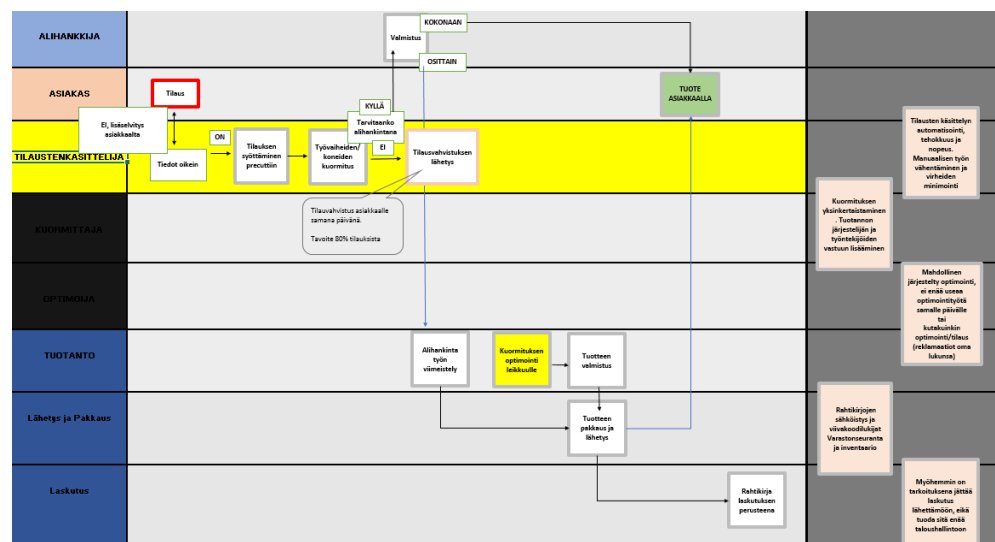 ALIHANKKIJA
Valmistus
KOKONAAN
OSITTAIN
ASIAKAS
Tilaus
TUOTE
ASIAKKAALLA
EI, lisäselvitys
asiakkaalta
KYLLÄ
Tarvitaanko
alihankintana
TILAUSTENKÄSITTELIJÄ
Tiedot oikein
ON
Tilauksen
syöttäminen
precuttiin
Työvaiheiden/
koneiden
kuormitus
EI
Tilausvahvistuksen
lähetys
Tilauvahvistus asiakkaalle
samana päivänä.
Tavoite 80% tilauksista
KUORMITTAJA
OPTIMOIJA
TUOTANTO
Alihankinta
työn
viimeistely
Kuormituksen
optimointi
leikkuulle
Tuotteen
valmistus
Lähetys ja Pakkaus
Tuotteen
pakkaus ja
lähetys
Laskutus
Rahtikirja
laskutuksen
perusteena
Tilausten käsittelyn
automatisointi,
tehokkuus ja
nopeus.
Manuaalisen työn
vähentäminen ja
virheiden
minimointi
Kuormituksen
yksinkertaistaminen
. Tuotannon
järjestelijän ja
työntekijöiden
vastuun lisääminen
Mahdollinen
järjestelty optimointi,
ei enää useaa
optimointityötä
samalle päivälle
tai
kutakuinkin
optimointi/tilaus
(reklamaatiot oma
lukunsa)
Rahtikirjojen
sähköistys ja
viivakoodilukijat
Varastonseuranta
ja inventaario
Myöhemmin on
tarkoituksena jättää
laskutus
lähettämöön, eikä
tuoda sitä enää
taloushallintoon